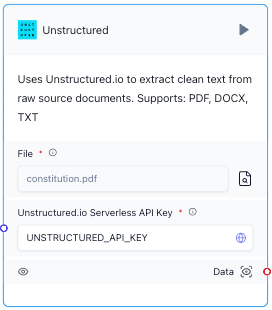 Unstructured
Uses Unstructured.io to extract clean text from
raw source documents. Supports: PDF, DOCX,
TXT
File *
constitution.pdf
Unstructured.io Serverless API Key *
UNSTRUCTURED_API_KEY
Data